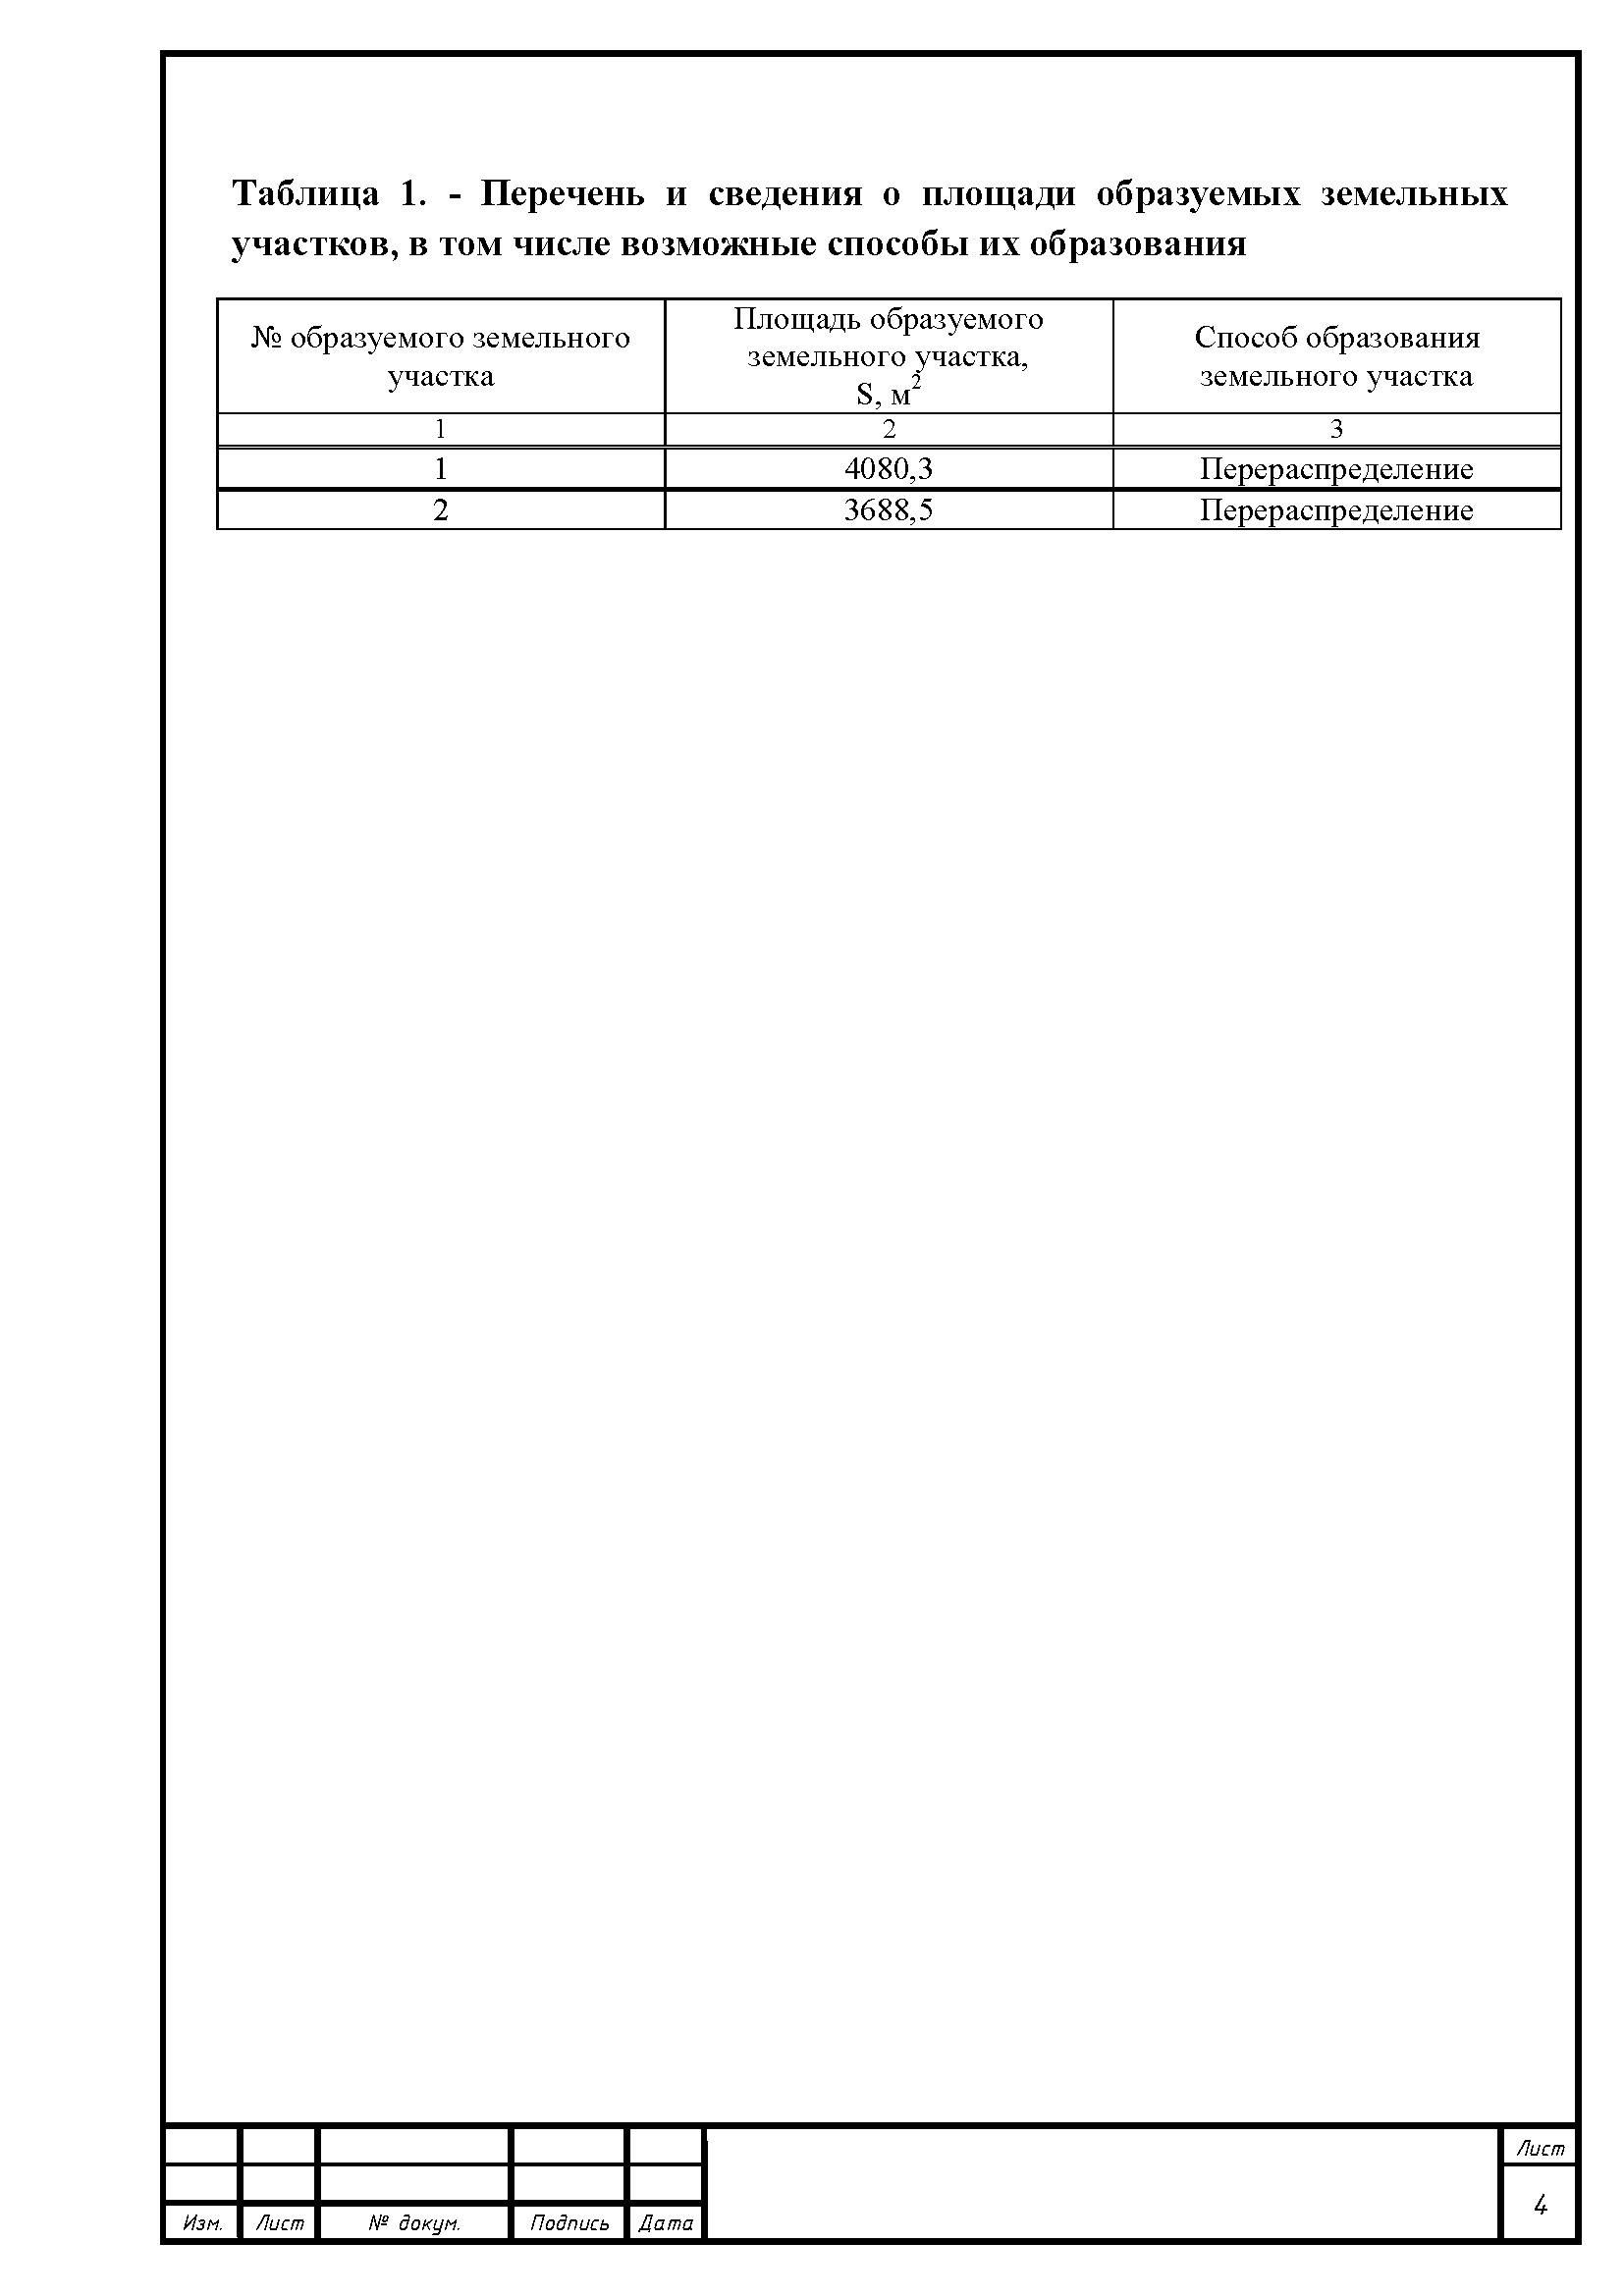 Таблица 1. - Перечень и сведения о площади образуемых земельных
участков, в том числе возможные способы их образования
№ образуемого земельного
участка
Площадь образуемого
земельного участка,
S, м²
Способ образования
земельного участка
1 2 3
1 4080,3 Перераспределение
2 3688,5 Перераспределение
Лист
4
Изм. Лист № докум. Подпись Дата